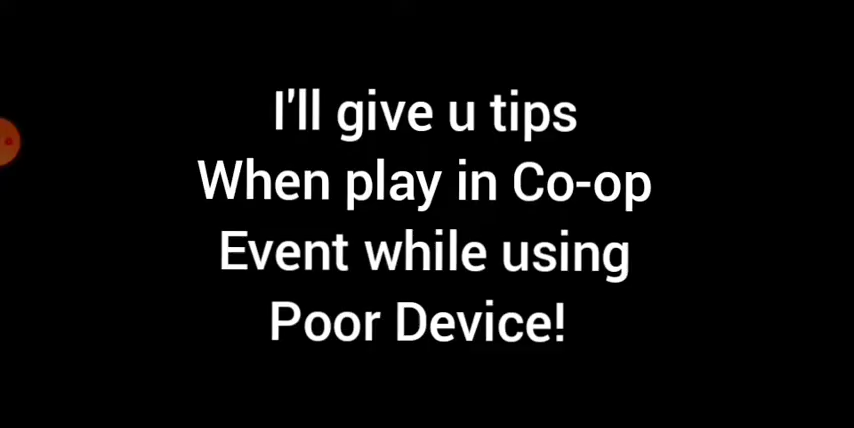 I'll give u tips
When play in Co-op
Event while using
Poor Device!